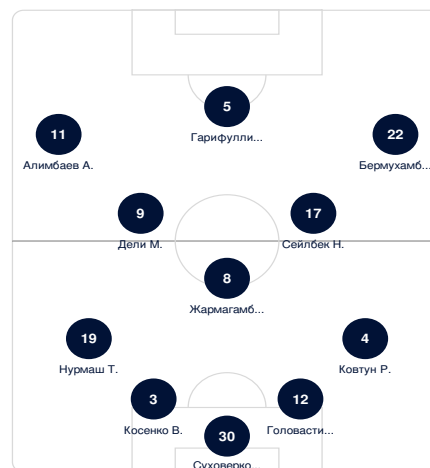 5
Гарифулли...
11
Алимбаев А.
22
Бермухамб...
9
Дели М.
17
Сейлбек Н.
8
Жармагамб...
19
Нурмаш Т.
4
Ковтун Р.
3
Косенко В.
12
Головасти...
30
Суховерко...